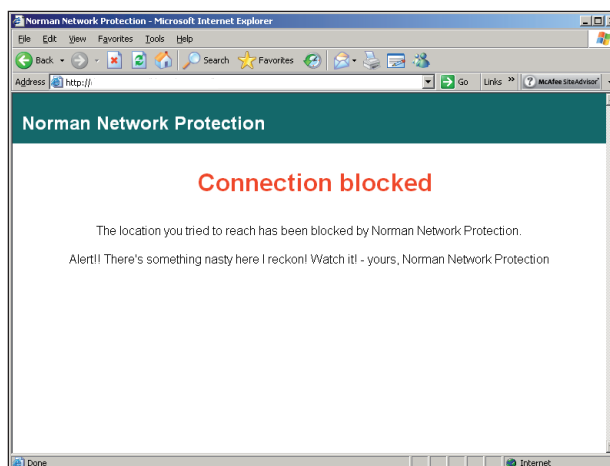 Norman Network Protection - Microsoft Internet Explorer
File Edit View Favorites Tools Help
Back Search Favorites
Address http:// Go Links » McAfee SiteAdvisor
Norman Network Protection
Connection blocked
The location you tried to reach has been blocked by Norman Network Protection.
Alert!! There's something nasty here I reckon! Watch it! - yours, Norman Network Protection
Done Internet